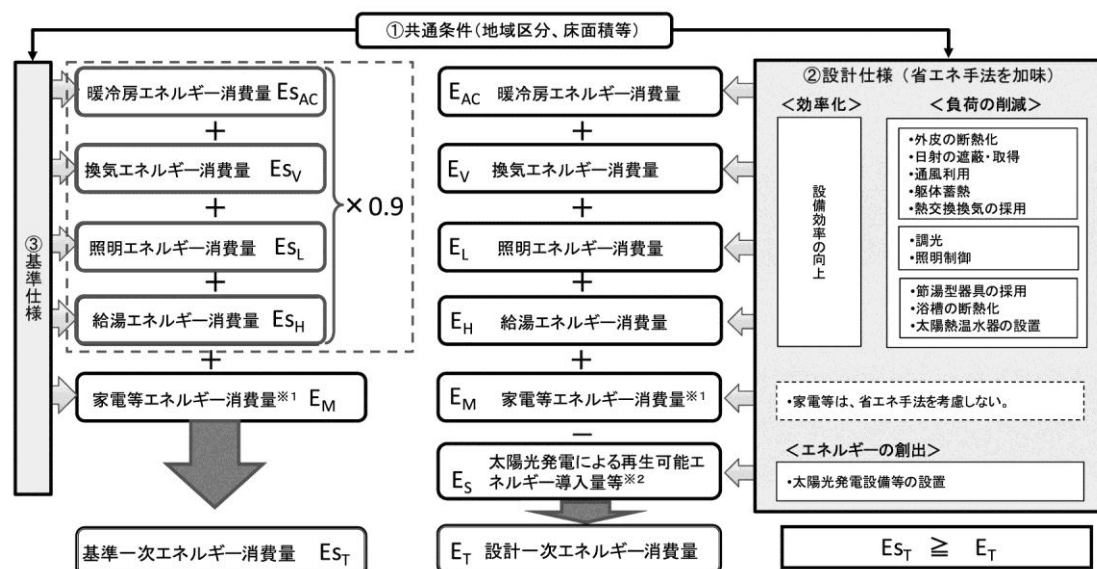 ①共通条件(地域区分、床面積等)
③基準仕様
暖冷房エネルギー消費量 EsAC
+
換気エネルギー消費量 EsV
+
照明エネルギー消費量 EsL
+
給湯エネルギー消費量 EsH
×0.9
+
家電等エネルギー消費量※1 EM
基準一次エネルギー消費量 EsT
EAC 暖冷房エネルギー消費量
+
EV 換気エネルギー消費量
+
EL 照明エネルギー消費量
+
EH 給湯エネルギー消費量
+
EM 家電等エネルギー消費量※1
−
ES 太陽光発電による再生可能エ
ネルギー導入量等※2
ET 設計一次エネルギー消費量
②設計仕様(省エネ手法を加味)
<効率化>
設備効率の向上
<負荷の削減>
・外皮の断熱化
・日射の遮蔽・取得
・通風利用
・躯体蓄熱
・熱交換換気の採用
・調光
・照明制御
・節湯型器具の採用
・浴槽の断熱化
・太陽熱温水器の設置
・家電等は、省エネ手法を考慮しない。
<エネルギーの創出>
・太陽光発電設備等の設置
EsT ≧ ET